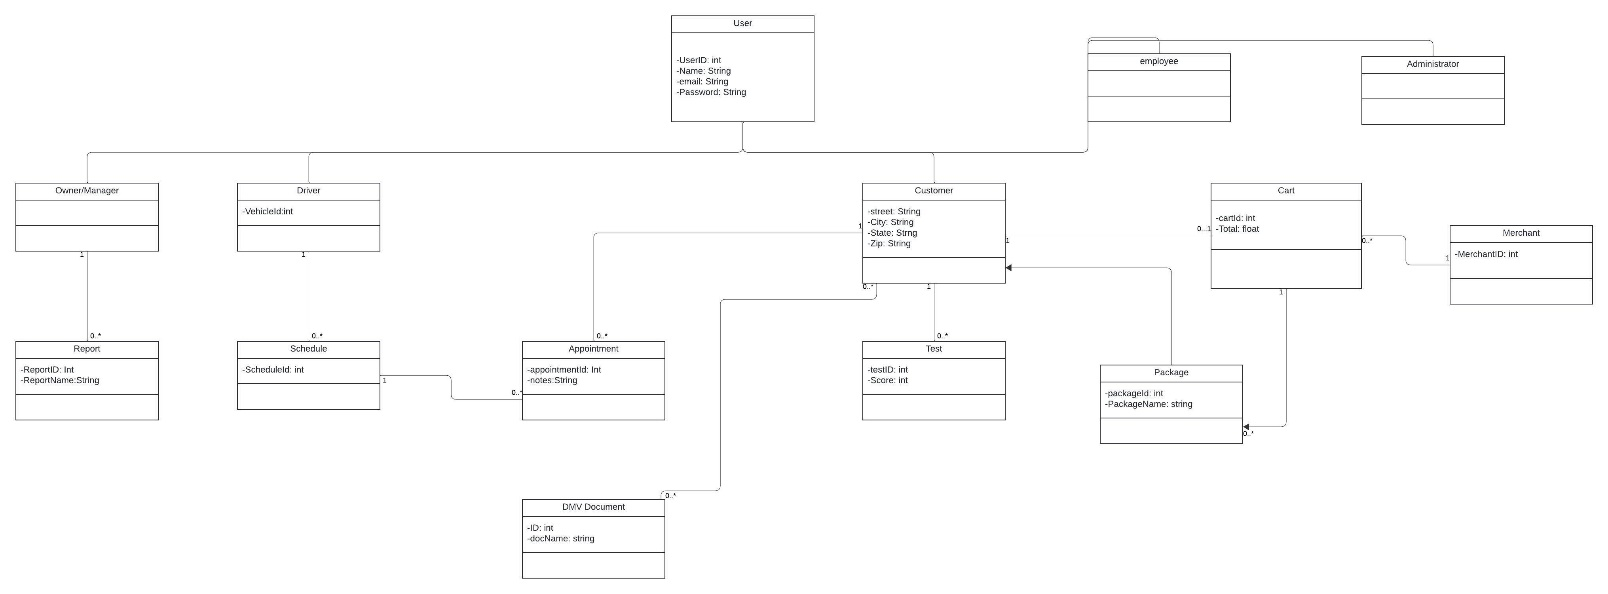 User
-UserID: int
-Name: String
-email: String
-Password: String
employee
Administrator
Owner/Manager
1
Driver
-VehicleId:int
1
Customer
-street: String
-City: String
-State: Strng
-Zip: String
1
1
0..*
1
Cart
-cartId: int
-Total: float
0...1
0..*
1
Merchant
-MerchantID: int
1
0..*
Report
-ReportID: Int
-ReportName:String
0..*
Schedule
-ScheduleId: int
1
0..*
Appointment
-appointmentId: Int
-notes:String
0..*
0..*
Test
-testID: int
-Score: int
Package
-packageId: int
-PackageName: string
0..*
0..*
DMV Document
-ID: int
-docName: string